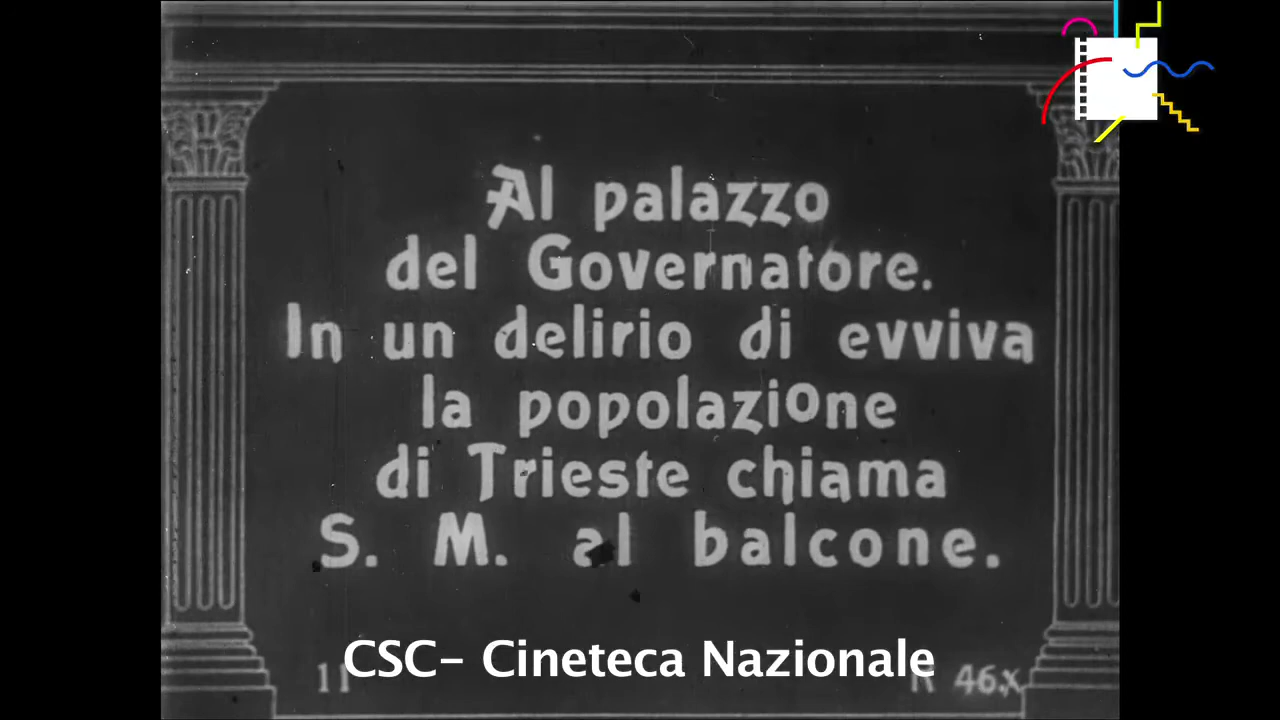 Al palazzo
del Governatore.
In un delirio di evviva
la popolazione
di Trieste chiama
S. M. al balcone.
CSC- Cineteca Nazionale
11
R 46.x